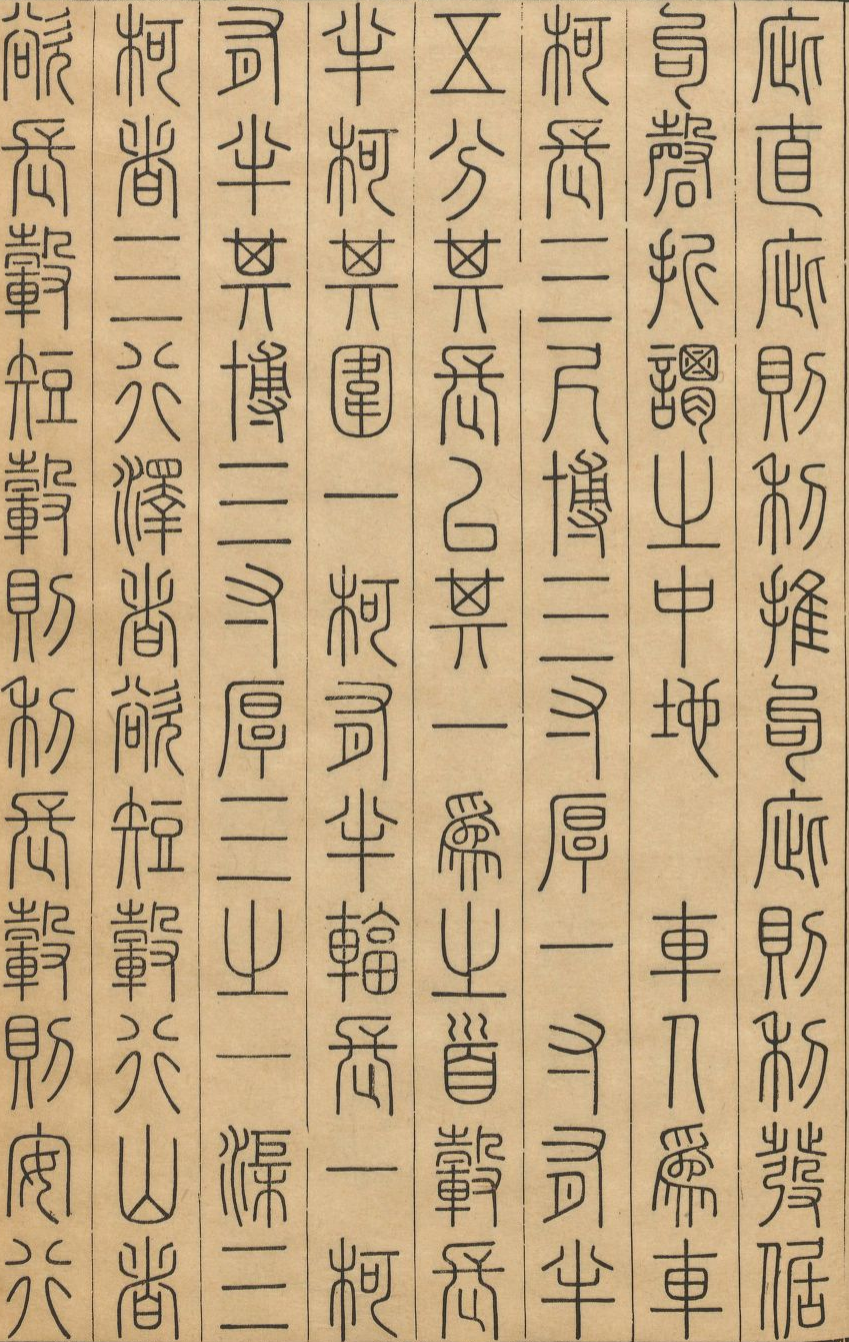 庛直庛則利推句庛則利發倨
句磬折謂之中地　車人為車
柯長三尺博三寸厚一寸有半
五分其長以其一為之首轂長
半柯其圍一柯有半輻長一柯
有半其博三寸厚三之一渠三
柯者三行澤者欲短轂行山者
欲長轂短轂則利長轂則安行